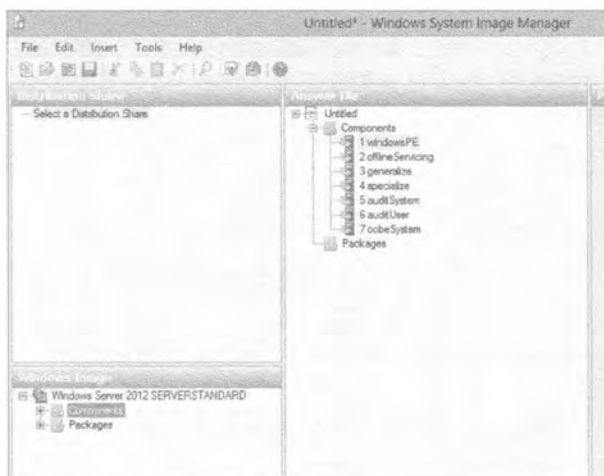 Untitled* - Windows System Image Manager
File Edit Insert Tools Help
Distribution Share
Select a Distribution Share
Answer File
Untitled
Components
1 windowsPE
2 offlineServicing
3 generalize
4 specialize
5 auditSystem
6 auditUser
7 oobeSystem
Packages
Windows Image
Windows Server 2012 SERVERSTANDARD
Components
Packages